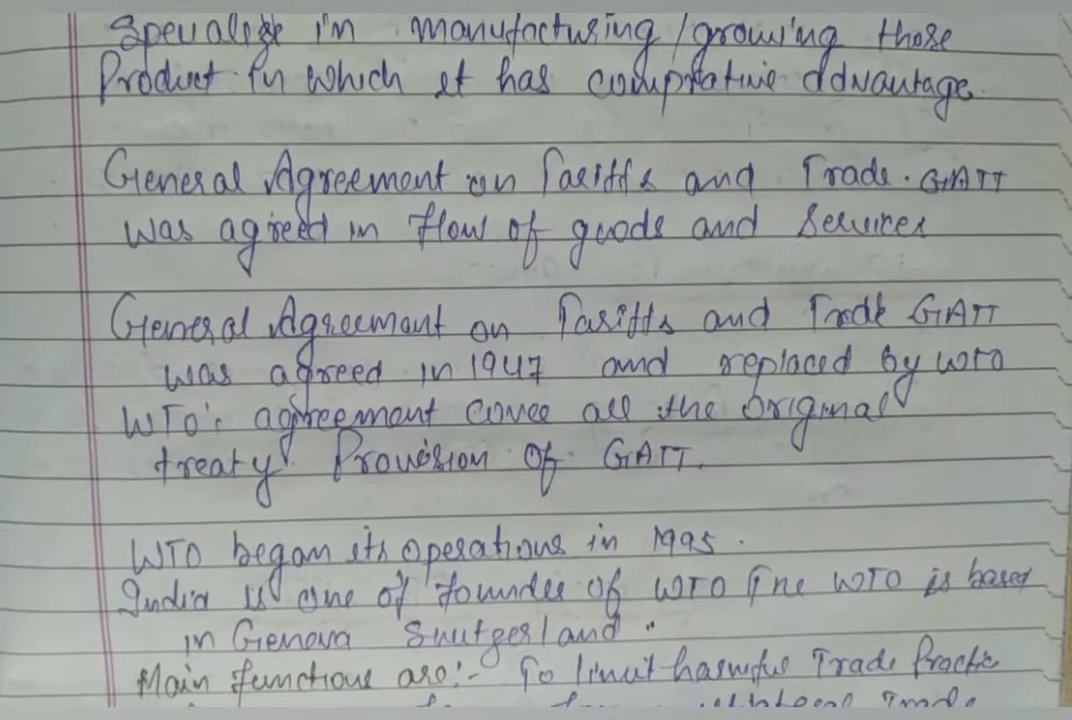 Specialize in manufacturing/growing those
Product in which it has comptative advantage.
General Agreement on Tariffs and Trade. GATT
was agreed in flow of goods and Services
General Agreement on Tariffs and Trade GATT
was agreed in 1947 and replaced by WTO
WTO's agreement cover all the Original
treaty Provision of GATT.
WTO began its operations in 1995.
India is one of founder of WTO The WTO is based
in Geneva Switzerland.
Main functions are:- To limit harmful Trade Practic
Trade